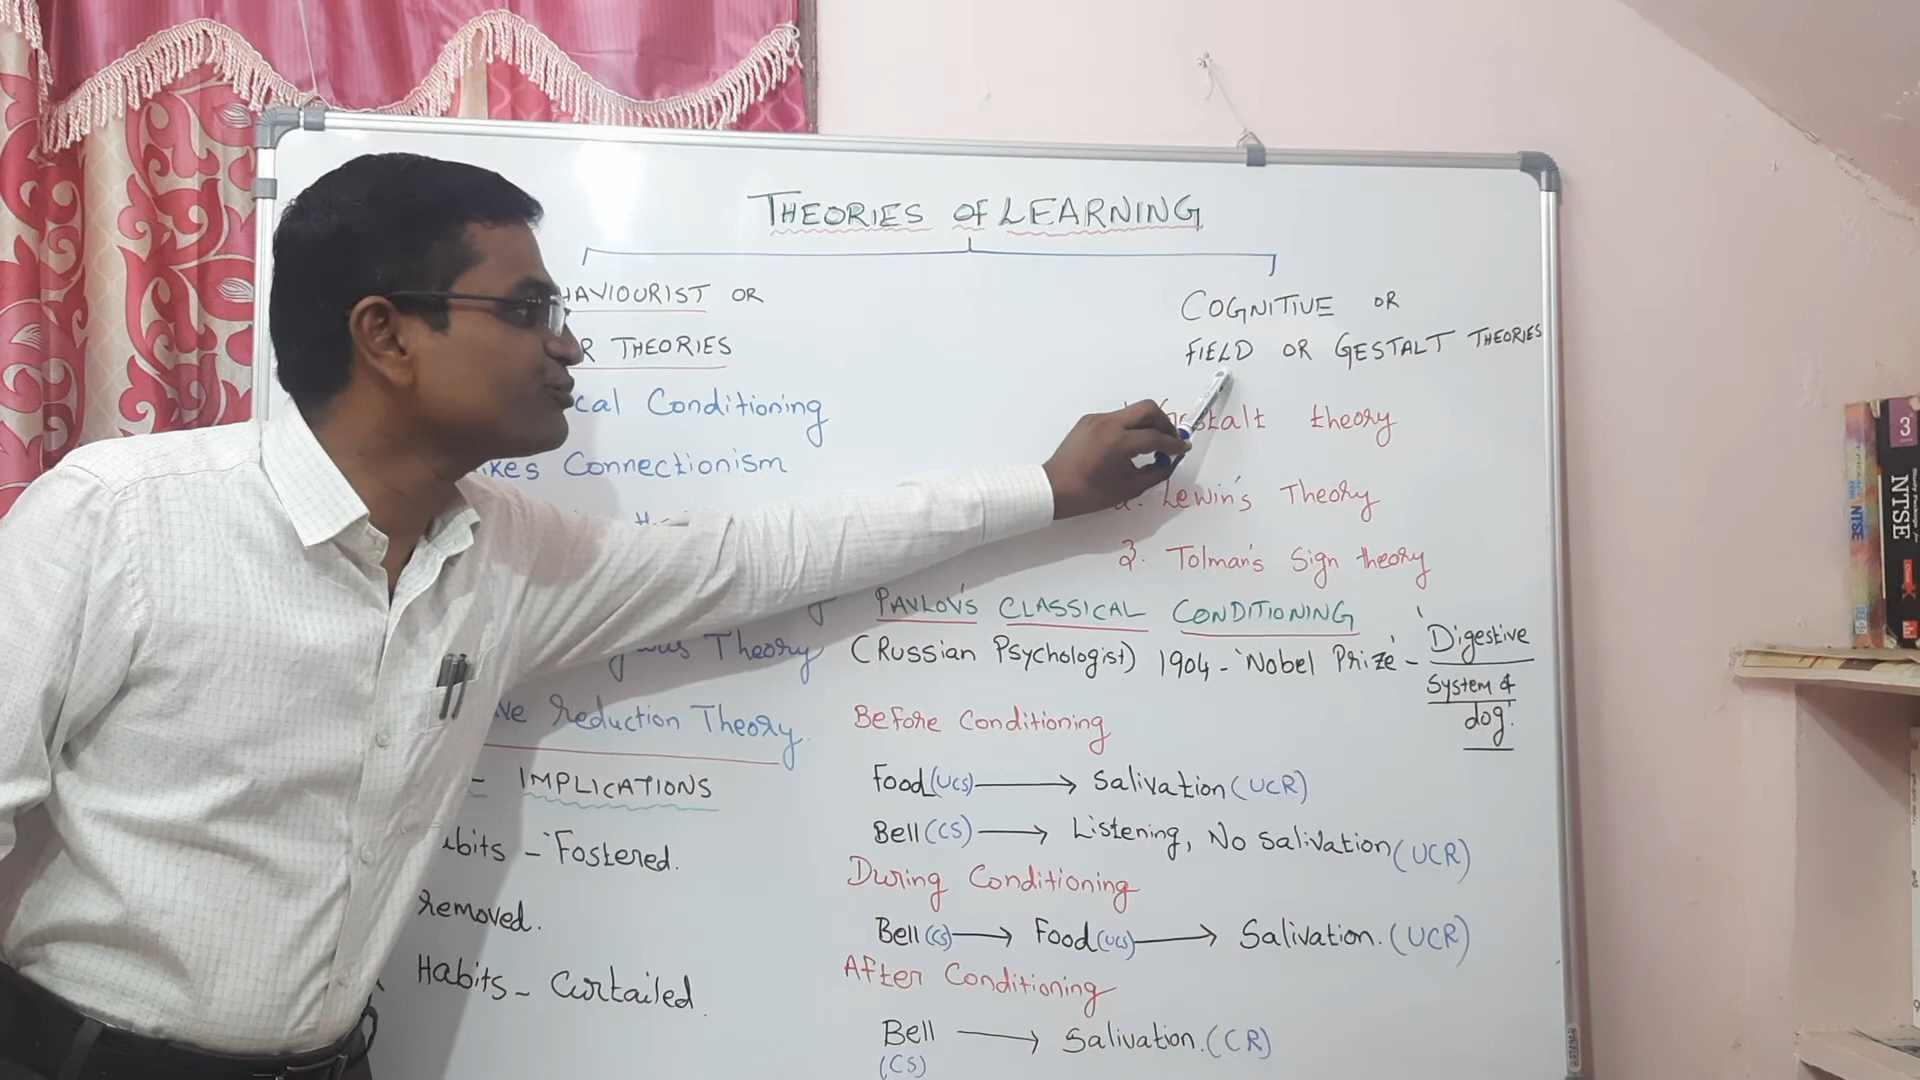 THEORIES OF LEARNING
HAVIOURIST OR
R THEORIES
cal Conditioning
ikes Connectionism
Theory
ve reduction Theory.
= IMPLICATIONS
bits - Fostered.
removed.
Habits - Curtailed.
COGNITIVE OR
FIELD OR GESTALT THEORIES
Gestalt theory
2. Lewin's Theory
3. Tolman's Sign theory
PAVLOV'S CLASSICAL CONDITIONING
(Russian Psychologist) 1904 - 'Nobel Prize' - 'Digestive
System of
dog'.
Before Conditioning
Food (UCS) → Salivation (UCR)
Bell (CS) → Listening, No salivation (UCR)
During Conditioning
Bell (CS) → Food (UCS) → Salivation. (UCR)
After Conditioning
Bell → Salivation. (CR)
(CS)
NTSE
3
NTSE